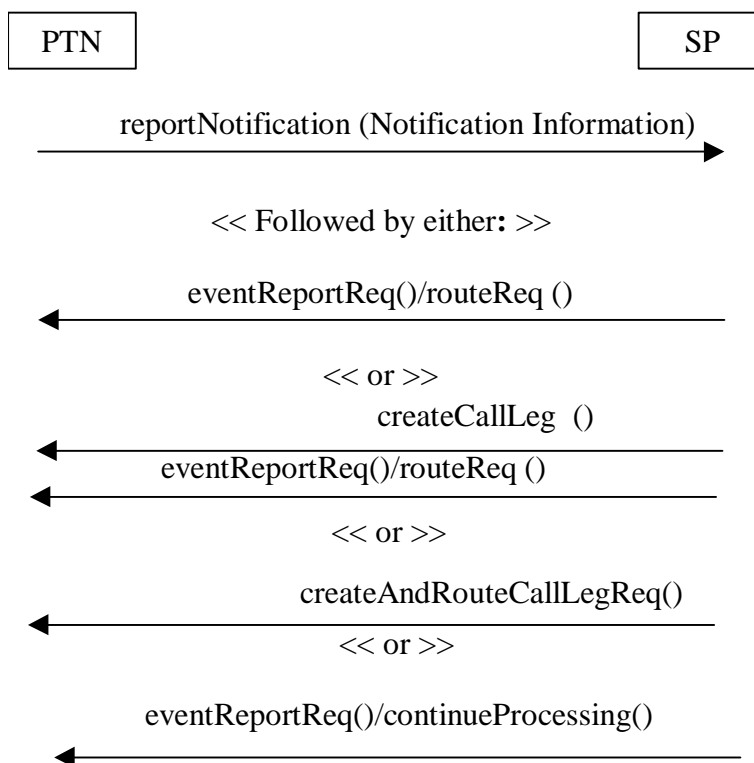 PTN SP
reportNotification (Notification Information)
<< Followed by either: >>
eventReportReq()/routeReq ()
<< or >>
createCallLeg ()
eventReportReq()/routeReq ()
<< or >>
createAndRouteCallLegReq()
<< or >>
eventReportReq()/continueProcessing()